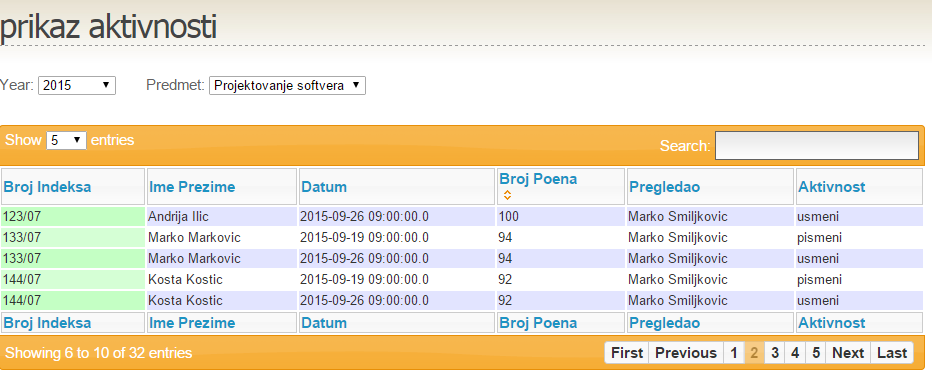 prikaz aktivnosti
Year: 2015 Predmet: Projektovanje softvera
Show 5 entries Search:
Broj Indeksa Ime Prezime Datum Broj Poena Pregledao Aktivnost
123/07 Andrija Ilic 2015-09-26 09:00:00.0 100 Marko Smiljkovic usmeni
133/07 Marko Markovic 2015-09-19 09:00:00.0 94 Marko Smiljkovic pismeni
133/07 Marko Markovic 2015-09-26 09:00:00.0 94 Marko Smiljkovic usmeni
144/07 Kosta Kostic 2015-09-19 09:00:00.0 92 Marko Smiljkovic pismeni
144/07 Kosta Kostic 2015-09-26 09:00:00.0 92 Marko Smiljkovic usmeni
Broj Indeksa Ime Prezime Datum Broj Poena Pregledao Aktivnost
Showing 6 to 10 of 32 entries First Previous 1 2 3 4 5 Next Last